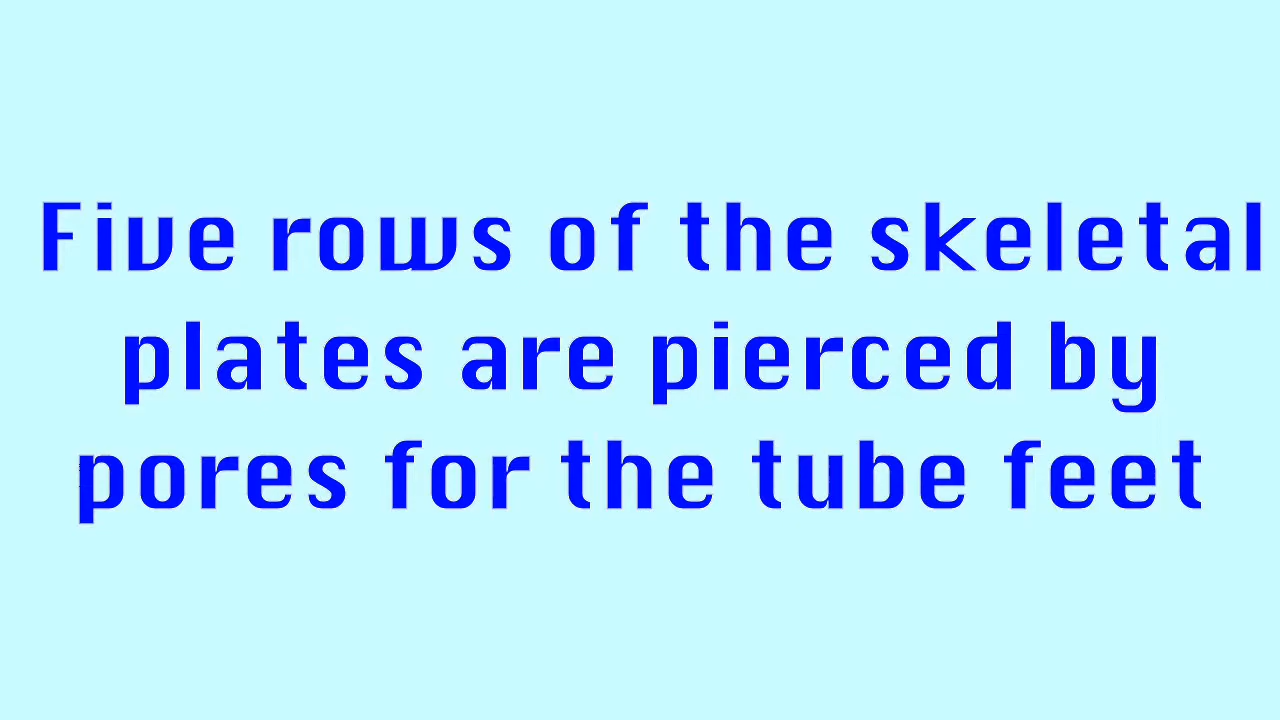 Five rows of the skeletal
plates are pierced by
pores for the tube feet